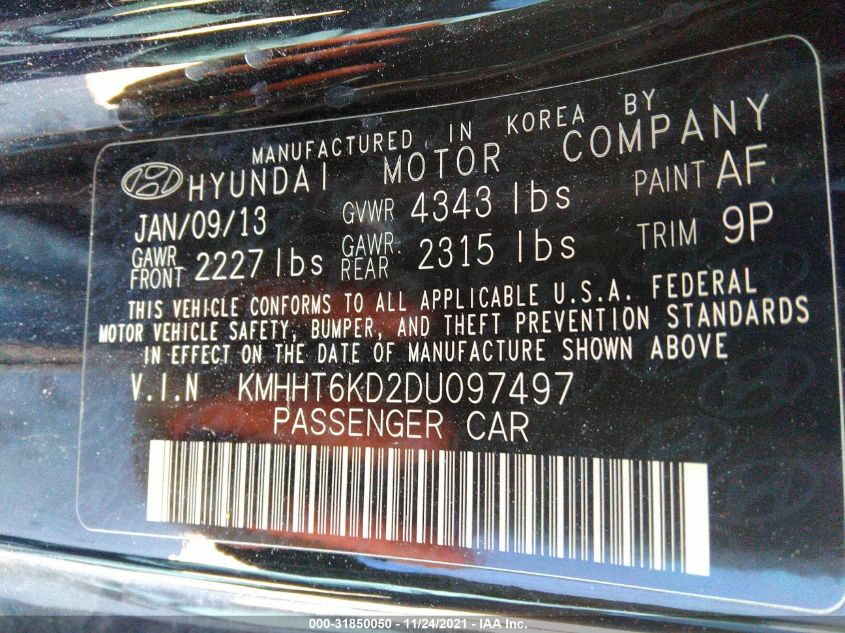 MANUFACTURED IN KOREA BY
HYUNDAI MOTOR COMPANY
JAN/09/13 GVWR 4343 lbs PAINT AF
GAWR FRONT 2227 lbs GAWR REAR 2315 lbs TRIM 9P
THIS VEHICLE CONFORMS TO ALL APPLICABLE U.S.A. FEDERAL
MOTOR VEHICLE SAFETY, BUMPER, AND THEFT PREVENTION STANDARDS
IN EFFECT ON THE DATE OF MANUFACTURE SHOWN ABOVE
V.I.N KMHHT6KD2DU097497
PASSENGER CAR
000-31850050 - 11/24/2021 - IAA Inc.